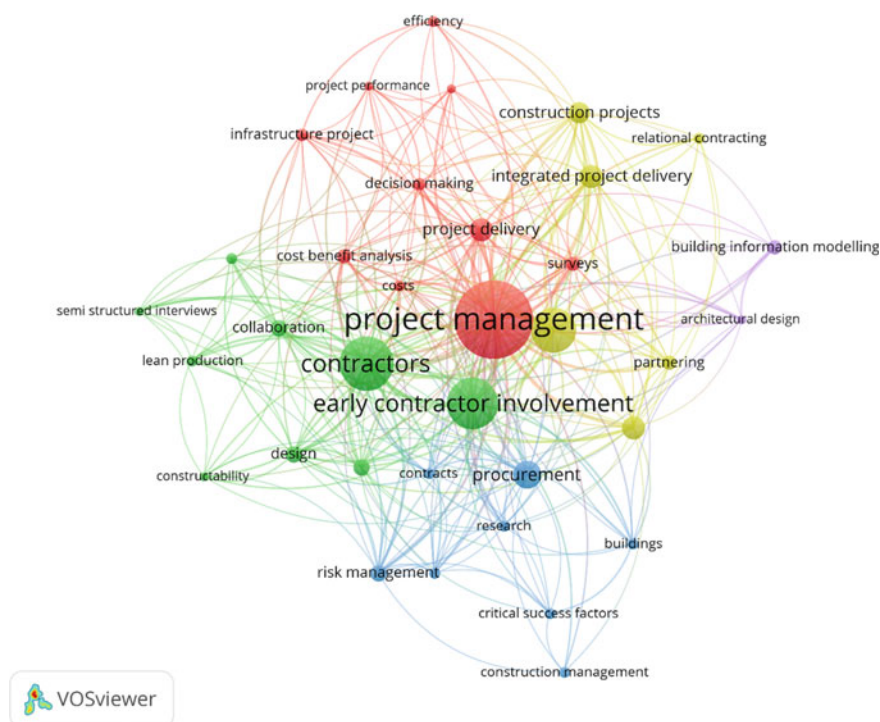 efficiency
project performance
construction projects
infrastructure project
relational contracting
integrated project delivery
decision making
project delivery
building information modelling
cost benefit analysis
surveys
costs
semi structured interviews
project management
architectural design
collaboration
lean production
contractors
partnering
early contractor involvement
design
constructability
contracts
procurement
research
buildings
risk management
critical success factors
construction management
VOSviewer